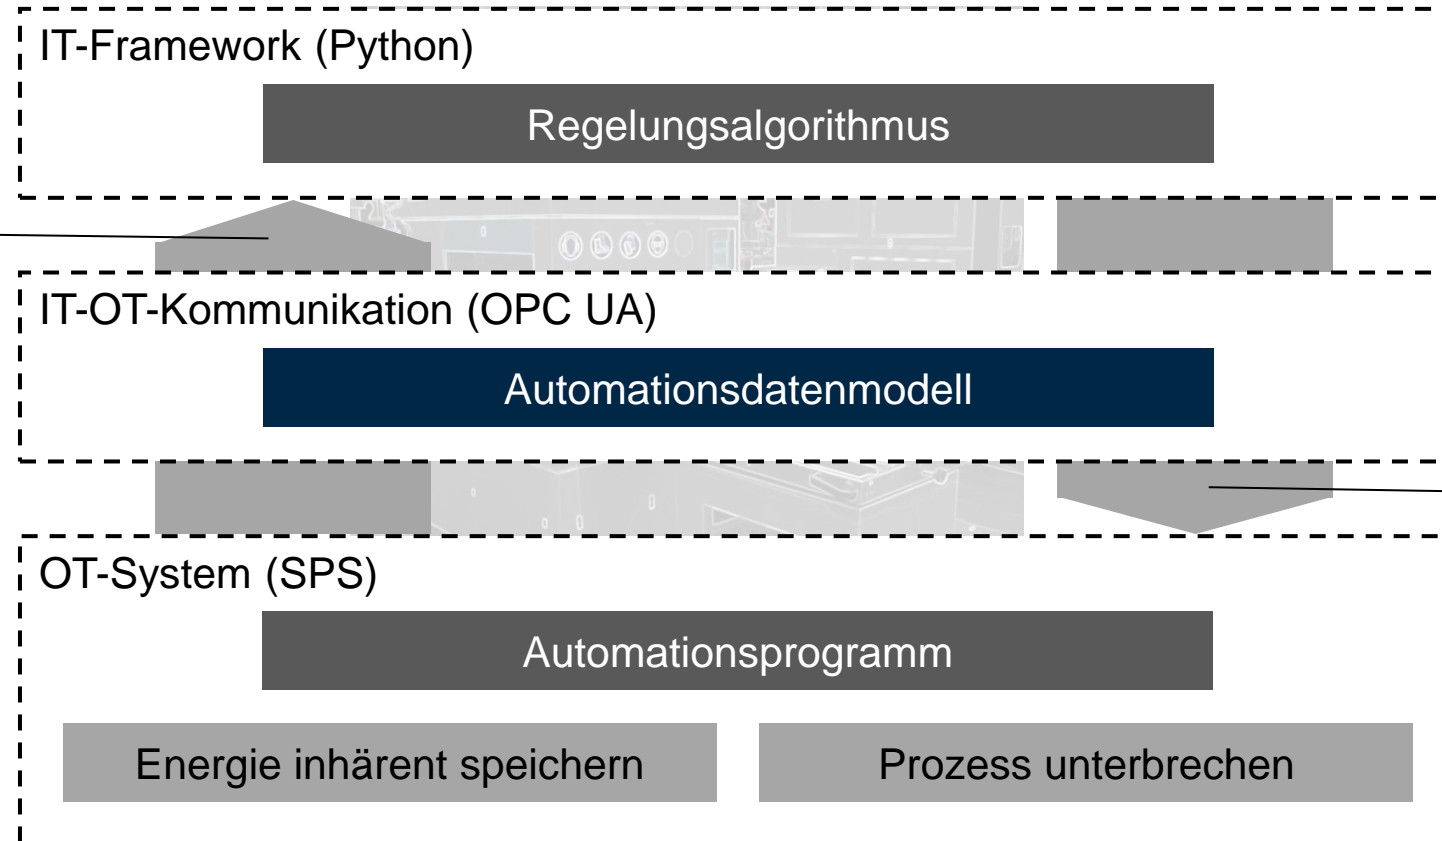 IT-Framework (Python)
Regelungsalgorithmus
IT-OT-Kommunikation (OPC UA)
Automationsdatenmodell
OT-System (SPS)
Automationsprogramm
Energie inhärent speichern
Prozess unterbrechen